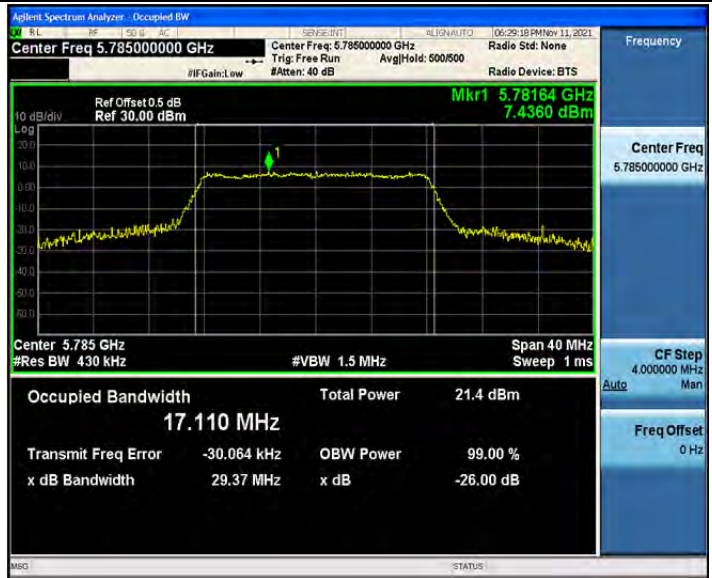 Agilent Spectrum Analyzer - Occupied BW
RL RF 50 Ω AC SENSE:INT ALIGN AUTO 06:29:18 PM Nov 11, 2021
Center Freq 5.785000000 GHz
Center Freq: 5.785000000 GHz
Radio Std: None
Trig: Free Run Avg|Hold: 500/500
#IFGain:Low #Atten: 40 dB Radio Device: BTS
Ref Offset 0.5 dB
Mkr1 5.78164 GHz
10 dB/div Ref 30.00 dBm
7.4360 dBm
Log
20.0
10.0
0.00
-10.0
-20.0
-30.0
-40.0
-50.0
-60.0
1
Center 5.785 GHz Span 40 MHz
#Res BW 430 kHz #VBW 1.5 MHz Sweep 1 ms
Occupied Bandwidth Total Power 21.4 dBm
17.110 MHz
Transmit Freq Error -30.064 kHz OBW Power 99.00 %
x dB Bandwidth 29.37 MHz x dB -26.00 dB
MSG STATUS
Frequency
Center Freq
5.785000000 GHz
CF Step
4.000000 MHz
Auto Man
Freq Offset
0 Hz